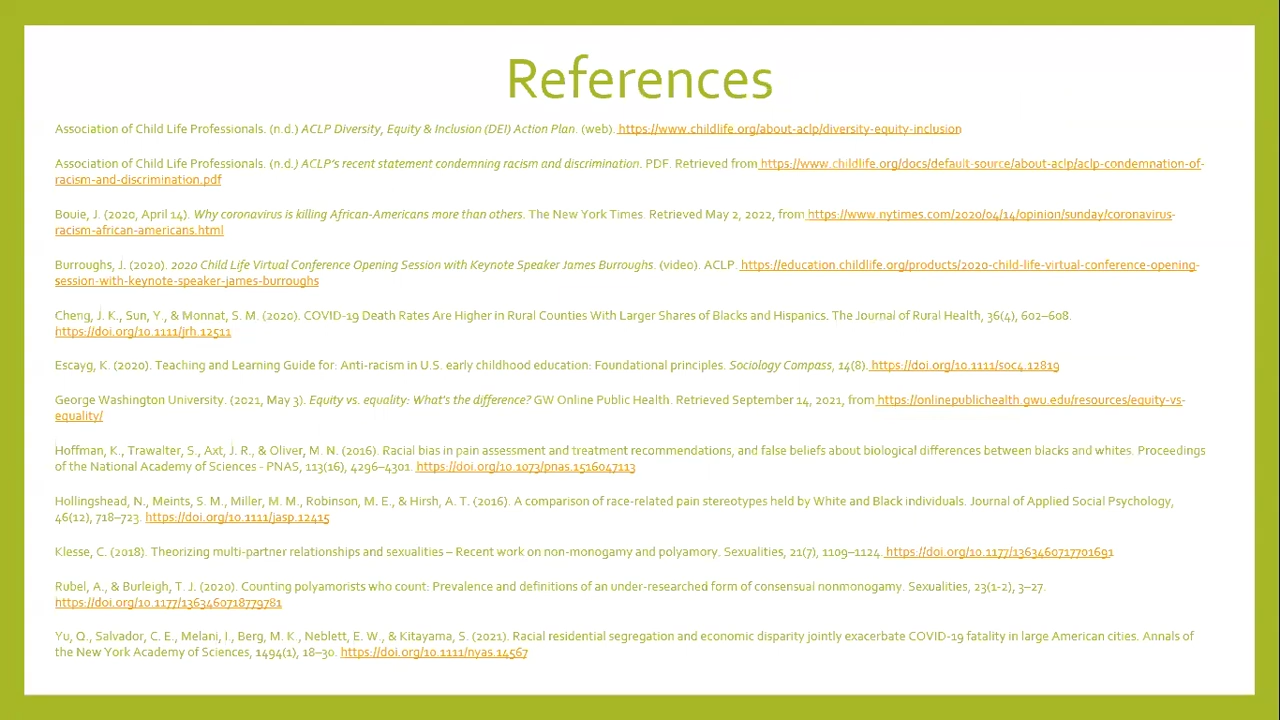 References
Association of Child Life Professionals. (n.d.) ACLP Diversity, Equity & Inclusion (DEI) Action Plan. (web). https://www.childlife.org/about-aclp/diversity-equity-inclusion
Association of Child Life Professionals. (n.d.) ACLP's recent statement condemning racism and discrimination. PDF. Retrieved from https://www.childlife.org/docs/default-source/about-aclp/aclp-condemnation-of-
racism-and-discrimination.pdf
Bouie, J. (2020, April 14). Why coronavirus is killing African-Americans more than others. The New York Times. Retrieved May 2, 2022, from https://www.nytimes.com/2020/04/14/opinion/sunday/coronavirus-
racism-african-americans.html
Burroughs, J. (2020). 2020 Child Life Virtual Conference Opening Session with Keynote Speaker James Burroughs. (video). ACLP. https://education.childlife.org/products/2020-child-life-virtual-conference-opening-
session-with-keynote-speaker-james-burroughs
Cheng, J. K., Sun, Y., & Monnat, S. M. (2020). COVID-19 Death Rates Are Higher in Rural Counties With Larger Shares of Blacks and Hispanics. The Journal of Rural Health, 36(4), 602–608.
https://doi.org/10.1111/jrh.12511
Escayg, K. (2020). Teaching and Learning Guide for: Anti-racism in U.S. early childhood education: Foundational principles. Sociology Compass, 14(8). https://doi.org/10.1111/soc4.12819
George Washington University. (2021, May 3). Equity vs. equality: What's the difference? GW Online Public Health. Retrieved September 14, 2021, from https://onlinepublichealth.gwu.edu/resources/equity-vs-
equality/
Hoffman, K., Trawalter, S., Axt, J. R., & Oliver, M. N. (2016). Racial bias in pain assessment and treatment recommendations, and false beliefs about biological differences between blacks and whites. Proceedings
of the National Academy of Sciences - PNAS, 113(16), 4296–4301. https://doi.org/10.1073/pnas.1516047113
Hollingshead, N., Meints, S. M., Miller, M. M., Robinson, M. E., & Hirsh, A. T. (2016). A comparison of race-related pain stereotypes held by White and Black individuals. Journal of Applied Social Psychology,
46(12), 718–723. https://doi.org/10.1111/jasp.12415
Klesse, C. (2018). Theorizing multi-partner relationships and sexualities – Recent work on non-monogamy and polyamory. Sexualities, 21(7), 1109–1124. https://doi.org/10.1177/1363460717701691
Rubel, A., & Burleigh, T. J. (2020). Counting polyamorists who count: Prevalence and definitions of an under-researched form of consensual nonmonogamy. Sexualities, 23(1-2), 3–27.
https://doi.org/10.1177/1363460718779781
Yu, Q., Salvador, C. E., Melani, I., Berg, M. K., Neblett, E. W., & Kitayama, S. (2021). Racial residential segregation and economic disparity jointly exacerbate COVID-19 fatality in large American cities. Annals of
the New York Academy of Sciences, 1494(1), 18–30. https://doi.org/10.1111/nyas.14567